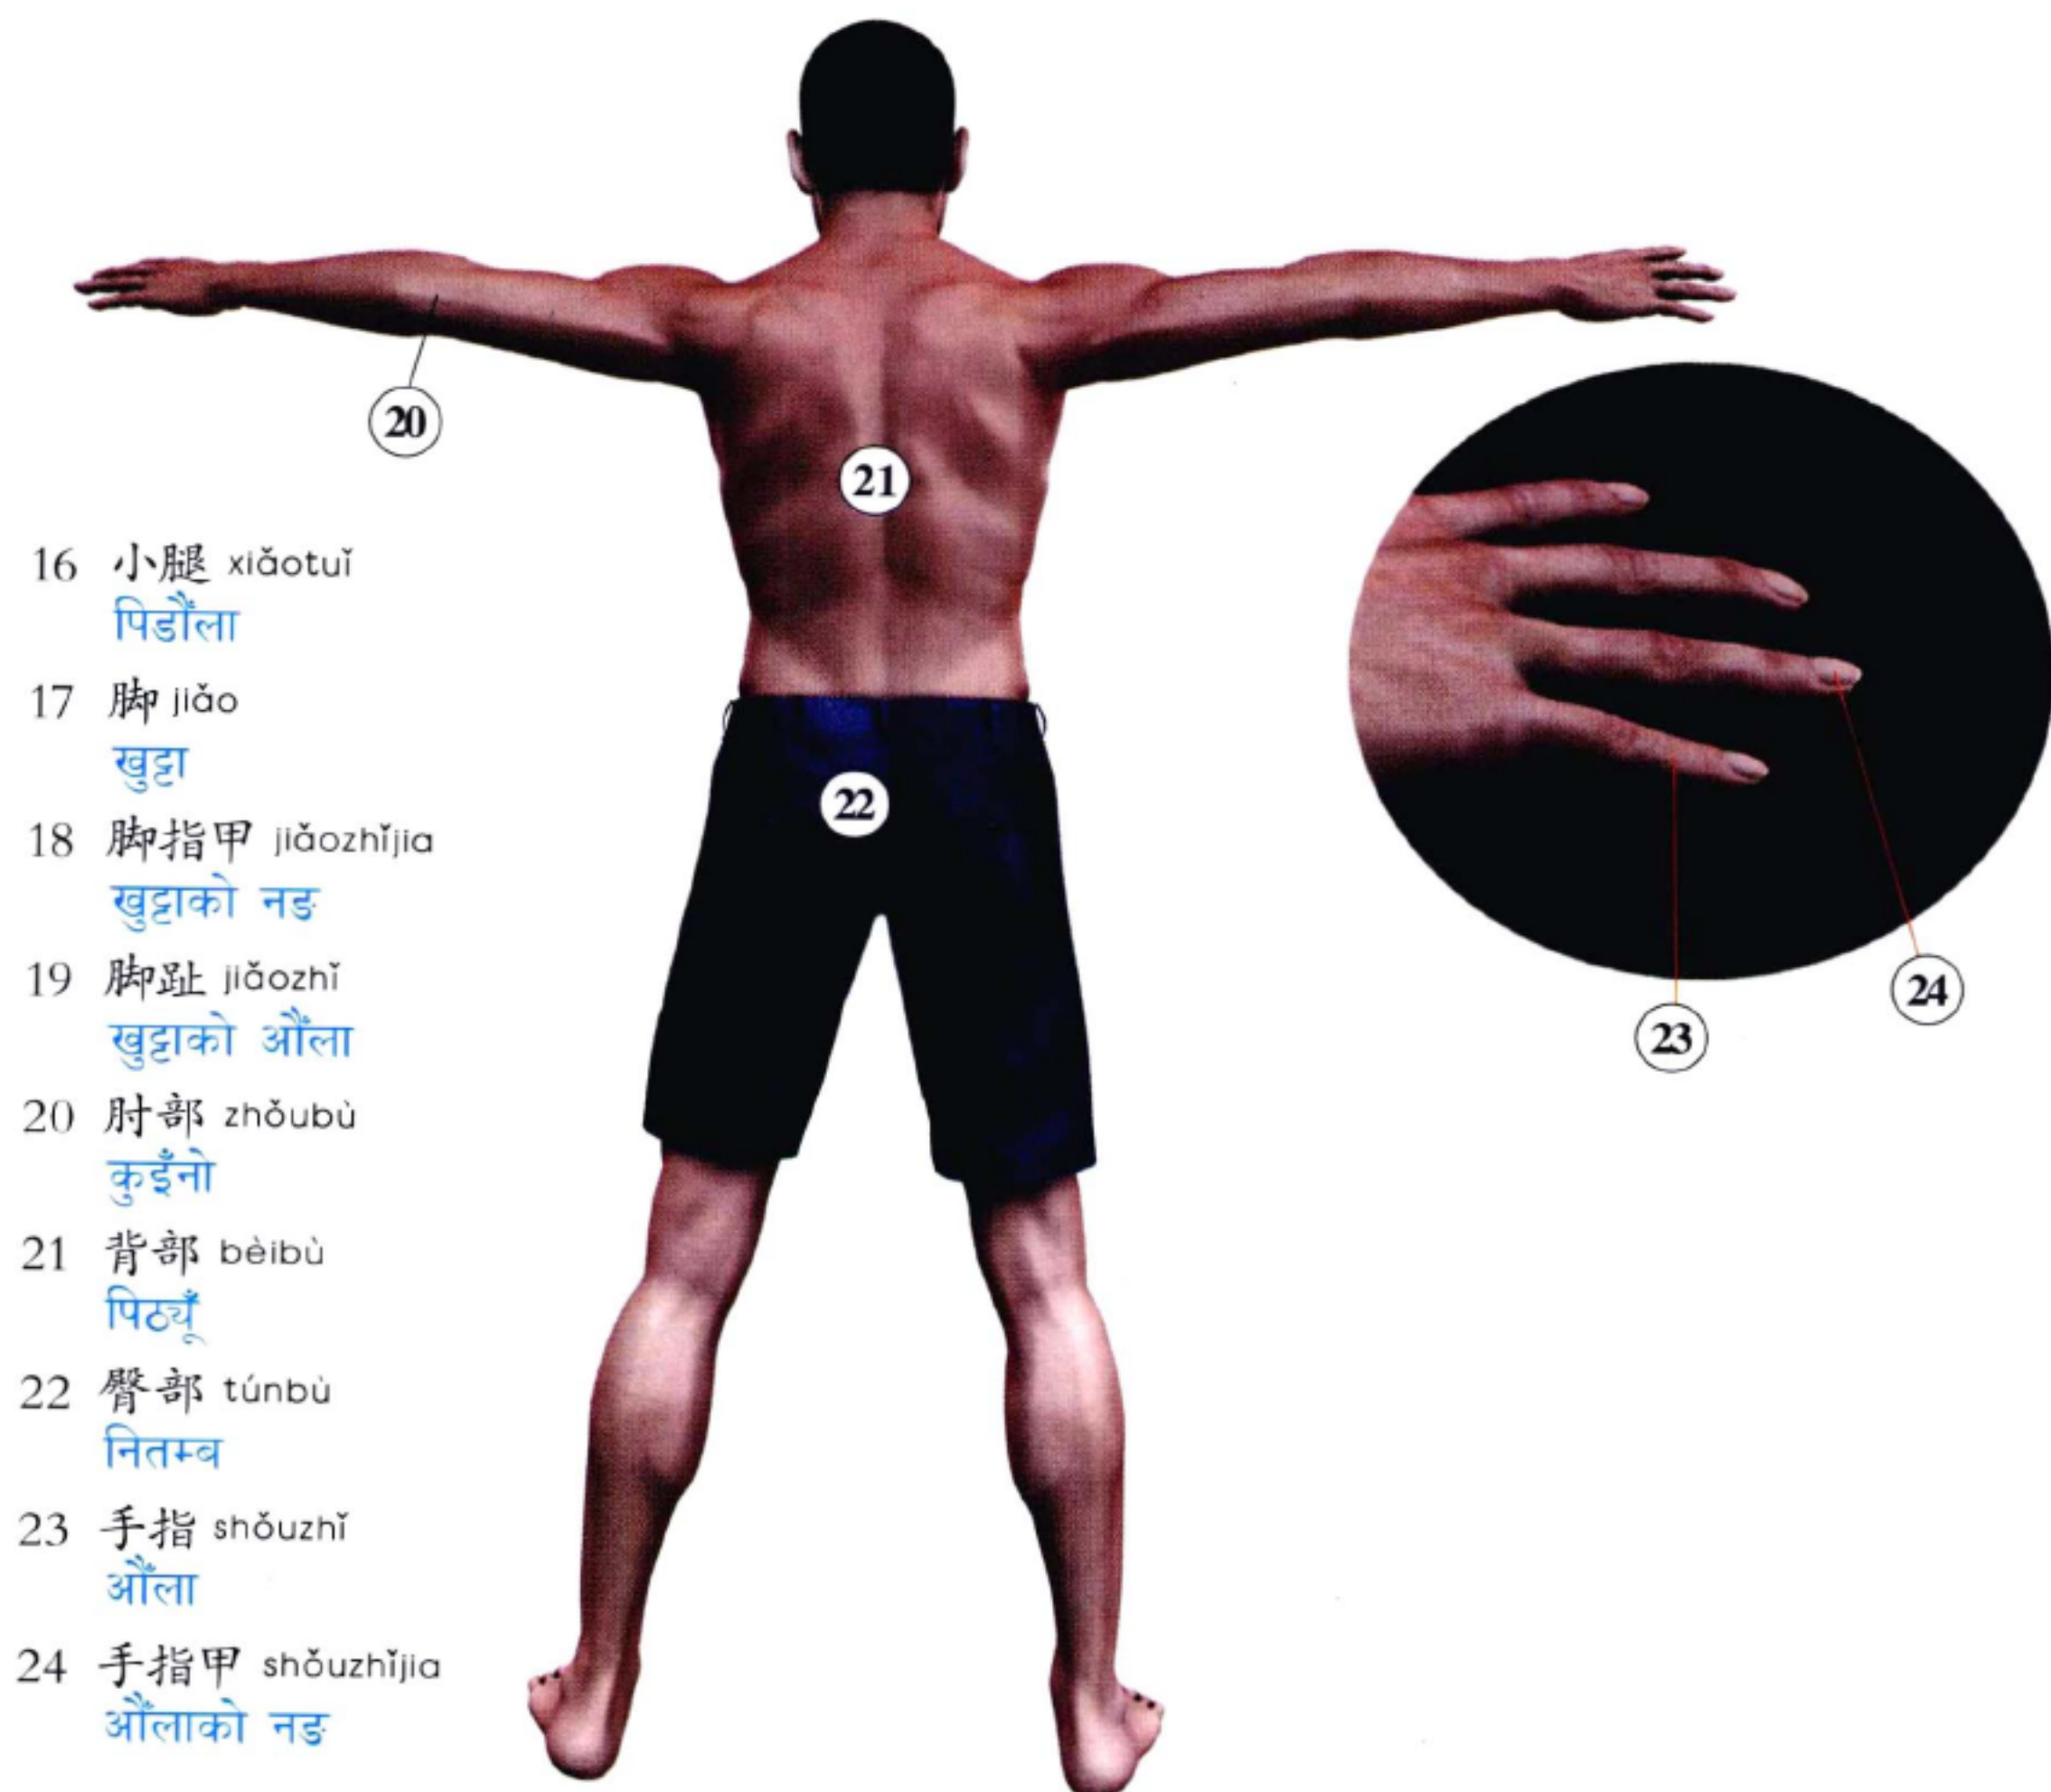 20
21
22
23
24
16 小腿 xiǎotuǐ
पिडौँला
17 脚 jiǎo
खुट्टा
18 脚指甲 jiǎozhǐjia
खुट्टाको नङ
19 脚趾 jiǎozhǐ
खुट्टाको औँला
20 肘部 zhǒubù
कुइँनो
21 背部 bèibù
पिठ्यूँ
22 臀部 túnbù
नितम्ब
23 手指 shǒuzhǐ
औँला
24 手指甲 shǒuzhǐjia
औँलाको नङ